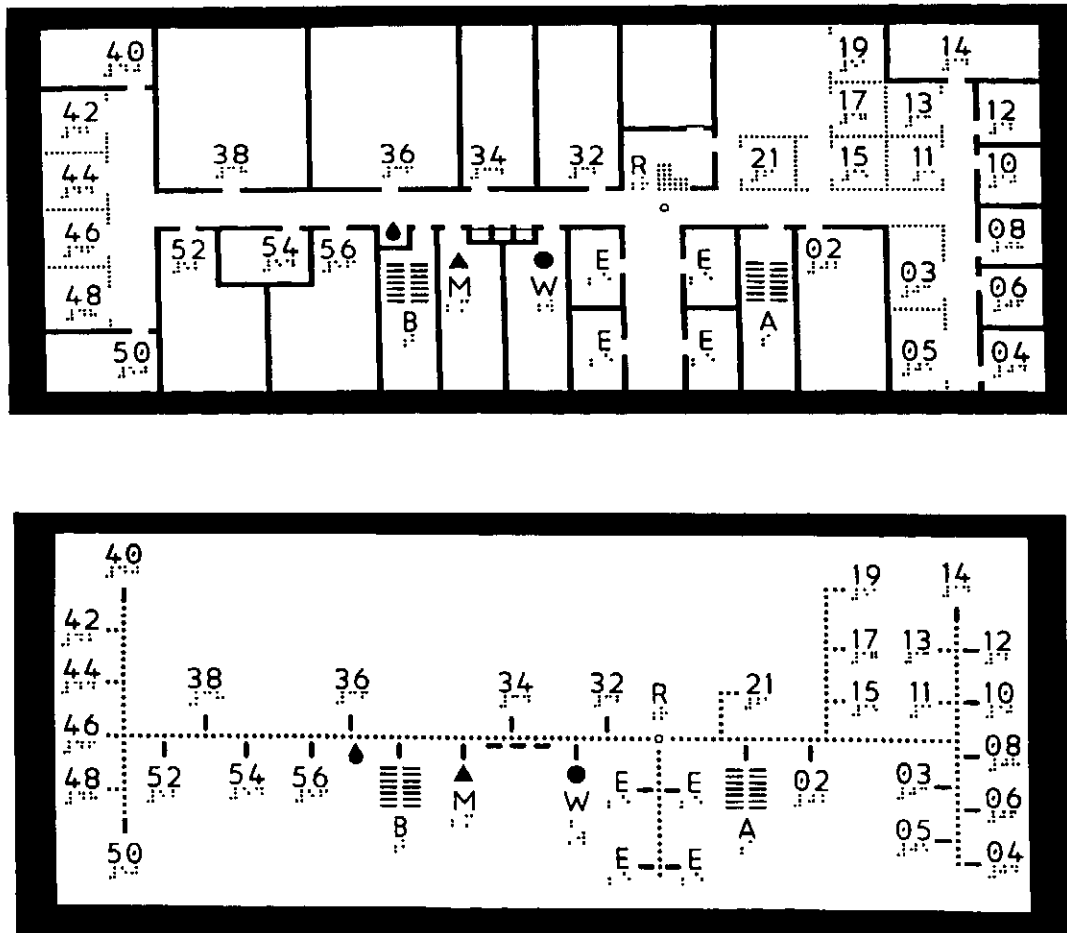 40 19 14
42 17 13 12
38 36 34 32 R 21 15 11 10
44
46 52 54 56 E E 02 03 08
48 M W 06
B E E A 05 04
50
40 19 14
42 17 13 12
44 38 36 34 32 R 21 15 11 10
46 08
48 52 54 56 M W E E 02 03 06
B A 05
50 E E 04